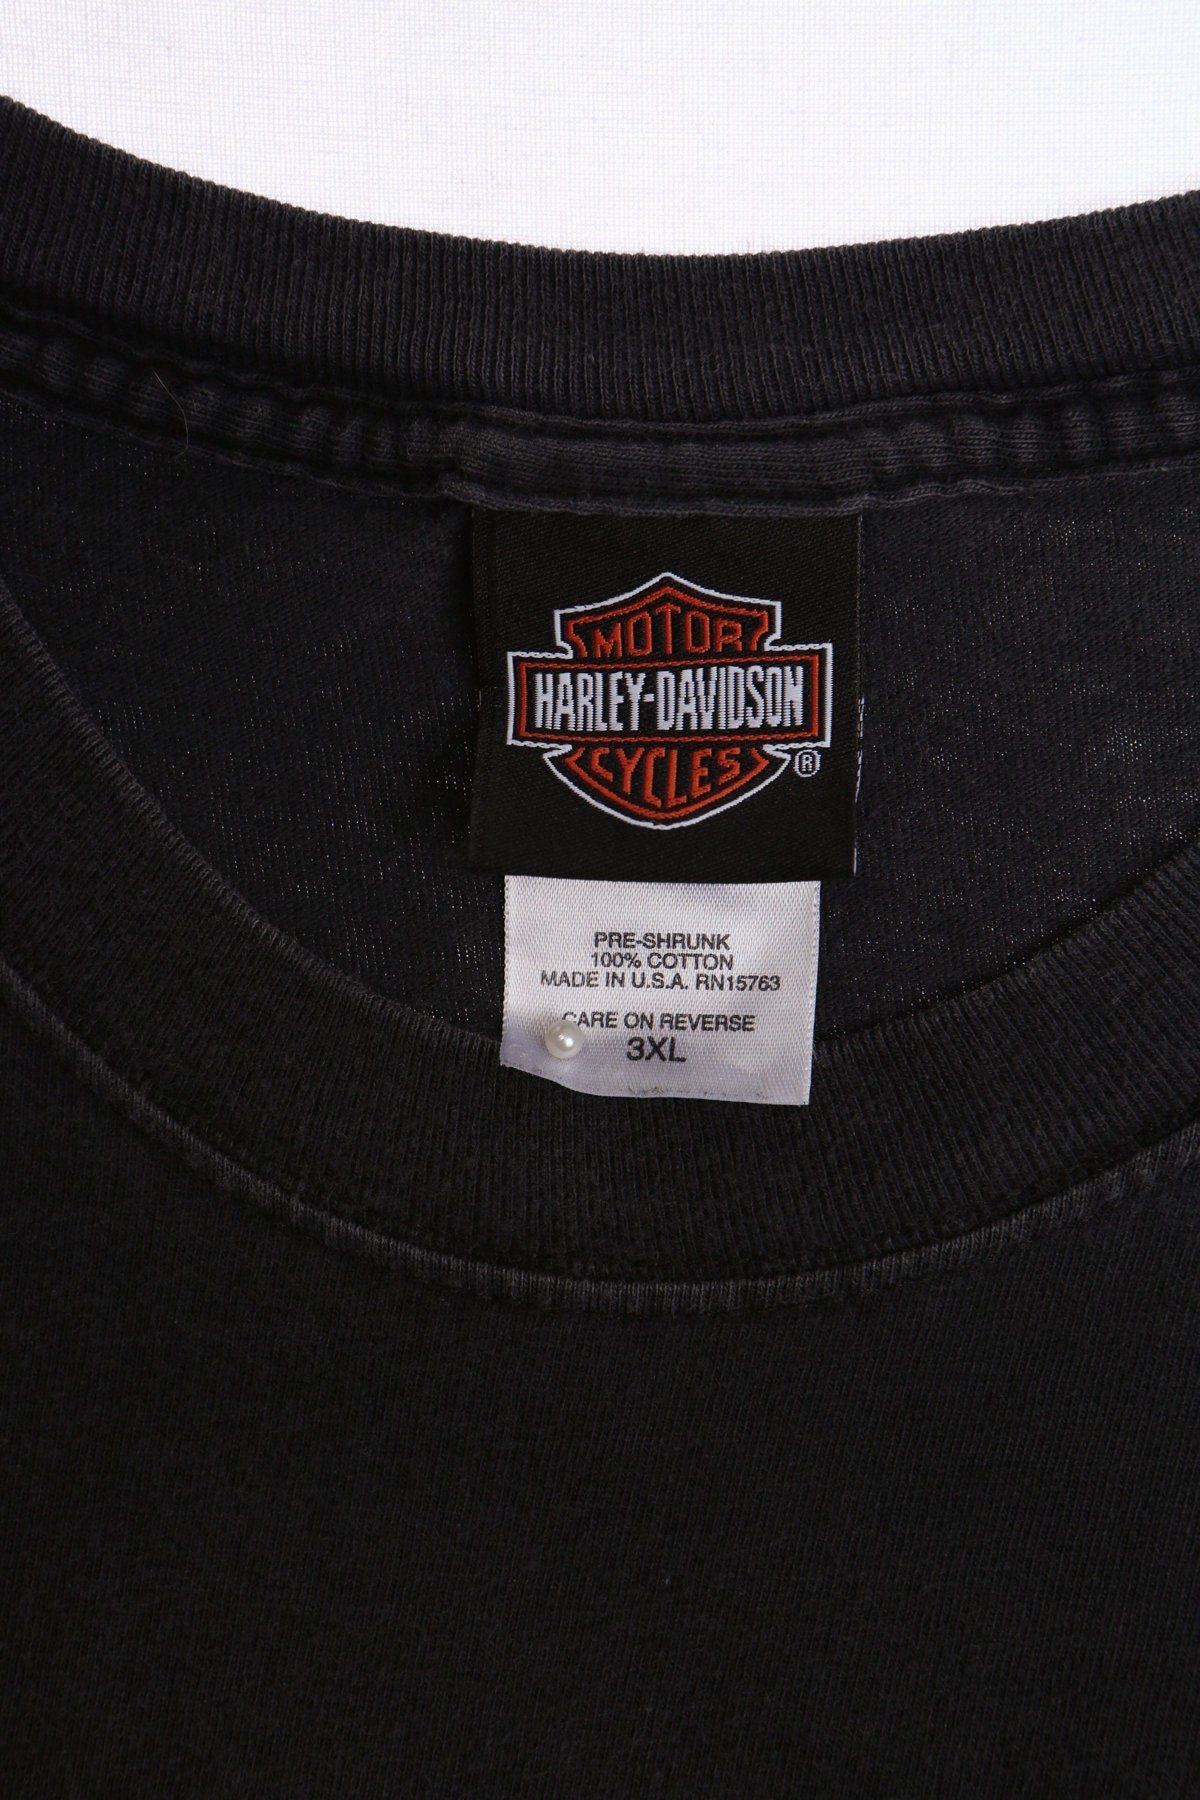 MOTOR
HARLEY-DAVIDSON
CYCLES
®
PRE-SHRUNK
100% COTTON
MADE IN U.S.A. RN15763
CARE ON REVERSE
3XL